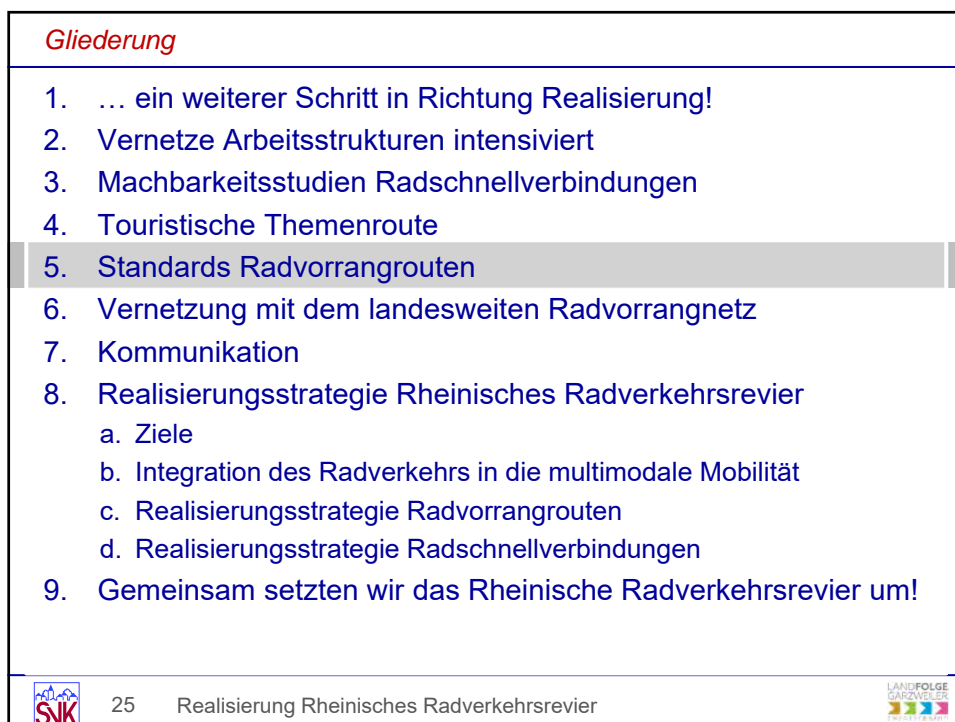 Gliederung
1. … ein weiterer Schritt in Richtung Realisierung!
2. Vernetze Arbeitsstrukturen intensiviert
3. Machbarkeitsstudien Radschnellverbindungen
4. Touristische Themenroute
5. Standards Radvorrangrouten
6. Vernetzung mit dem landesweiten Radvorrangnetz
7. Kommunikation
8. Realisierungsstrategie Rheinisches Radverkehrsrevier
a. Ziele
b. Integration des Radverkehrs in die multimodale Mobilität
c. Realisierungsstrategie Radvorrangrouten
d. Realisierungsstrategie Radschnellverbindungen
9. Gemeinsam setzten wir das Rheinische Radverkehrsrevier um!
SVK
25 Realisierung Rheinisches Radverkehrsrevier
LANDFOLGE
GARZWEILER